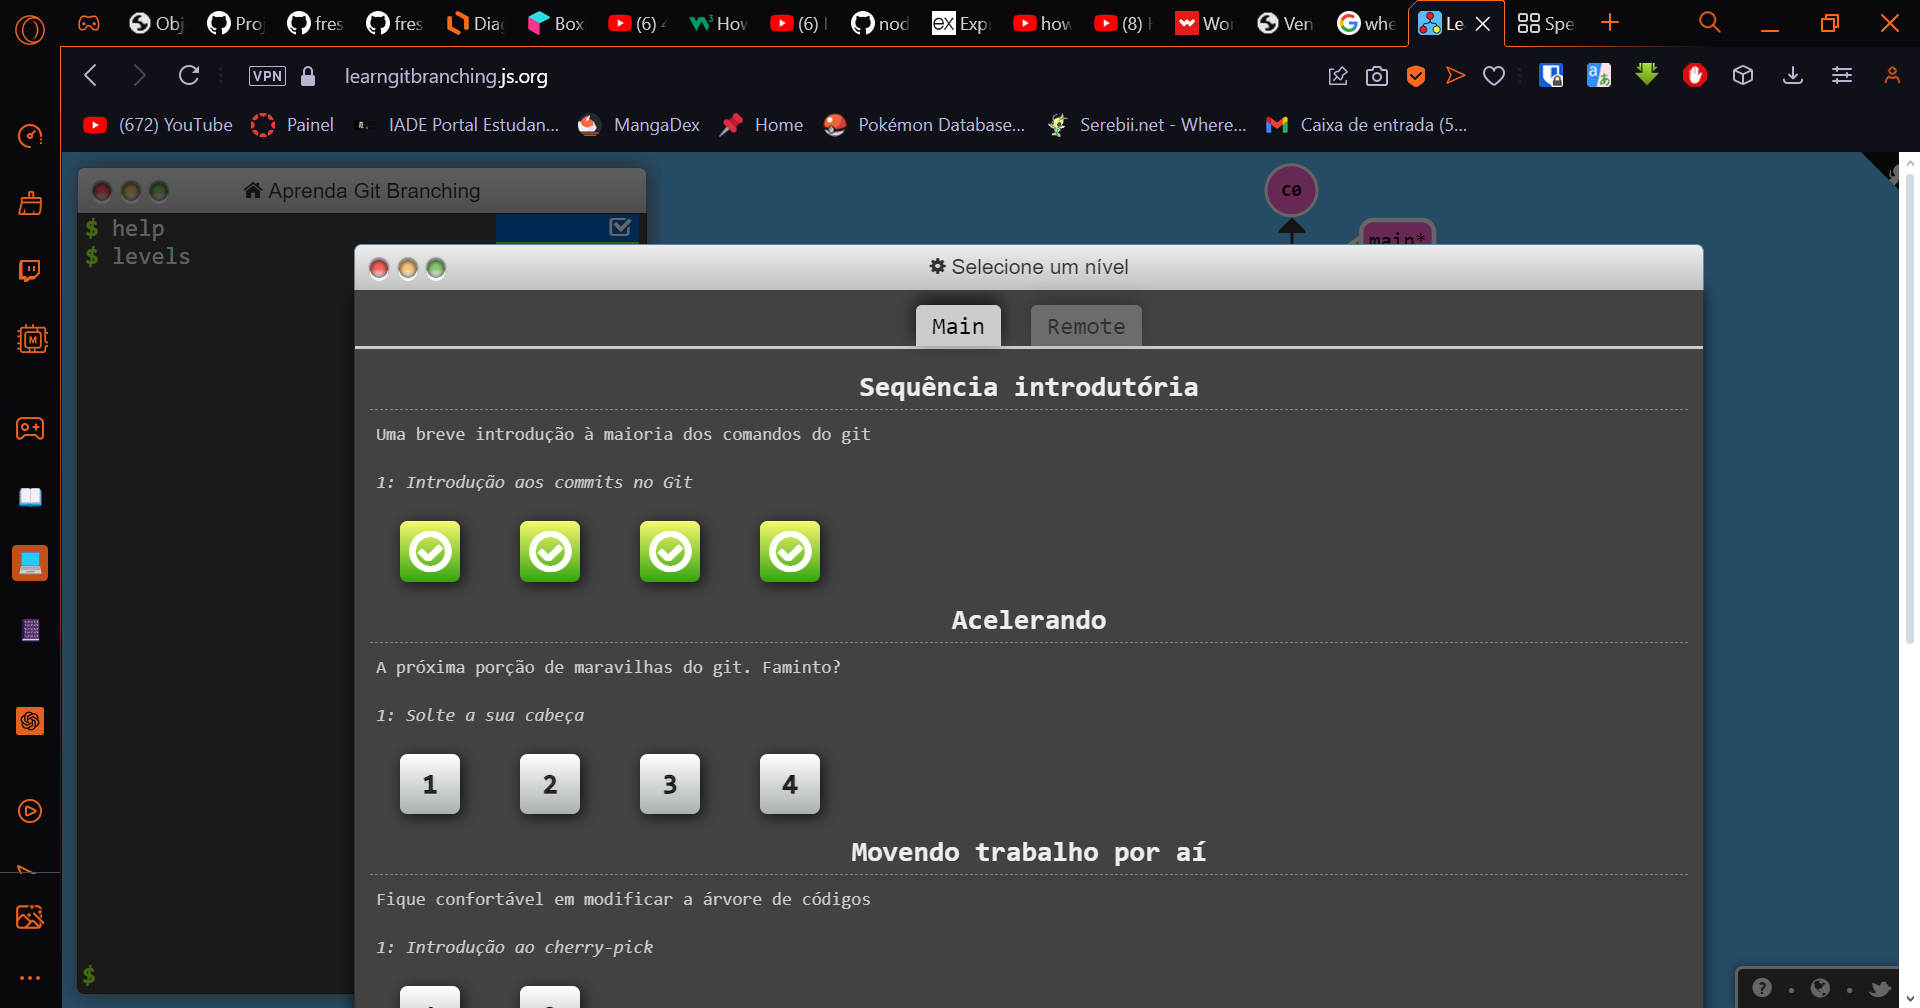 Obj
Proj
fres
fres
Diag
Box
(6) 4
How
(6)
nod
Expr
how
(8)
Wor
Ven
whe
Le
Spe
VPN
learngitbranching.js.org
(672) YouTube
Painel
IADE Portal Estudan...
MangaDex
Home
Pokémon Database...
Serebii.net - Where...
Caixa de entrada (5...
Aprenda Git Branching
$ help
$ levels
$
C0
main*
Selecione um nível
Main
Remote
Sequência introdutória
Uma breve introdução à maioria dos comandos do git
1: Introdução aos commits no Git
Acelerando
A próxima porção de maravilhas do git. Faminto?
1: Solte a sua cabeça
1 2 3 4
Movendo trabalho por aí
Fique confortável em modificar a árvore de códigos
1: Introdução ao cherry-pick